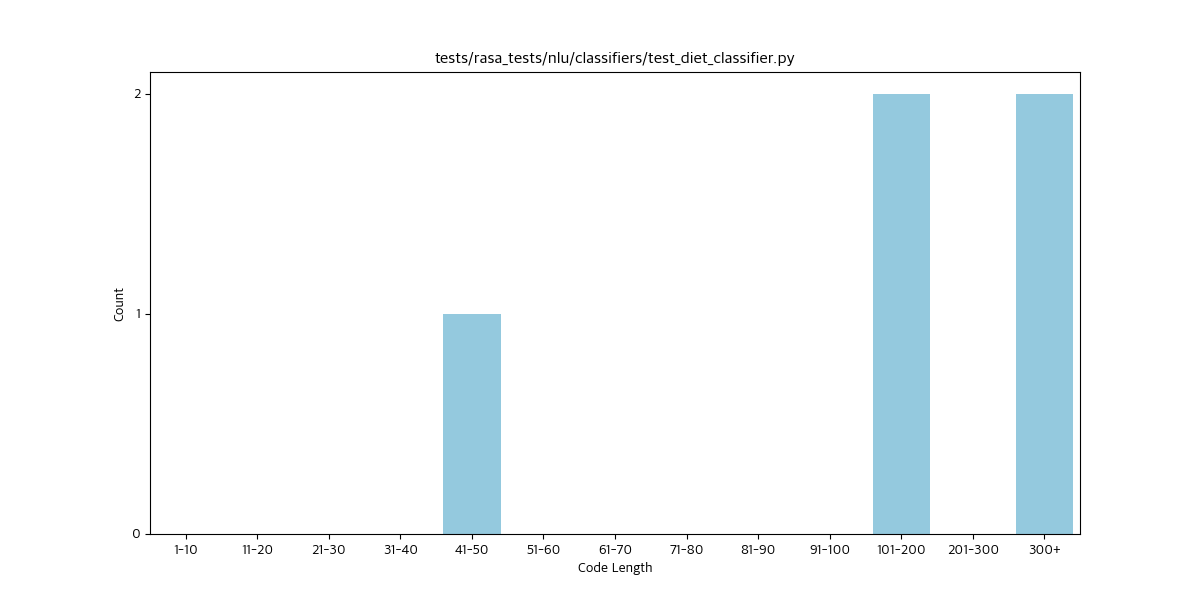 tests/rasa_tests/nlu/classifiers/test_diet_classifier.py
2
1
0
Count
1-10 11-20 21-30 31-40 41-50 51-60 61-70 71-80 81-90 91-100 101-200 201-300 300+
Code Length